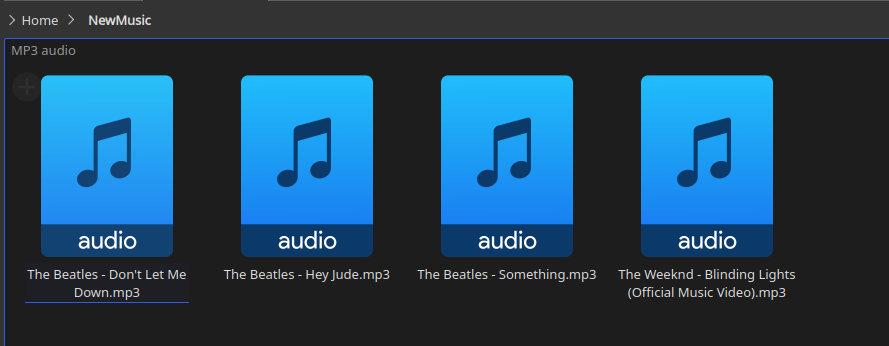 Home NewMusic
MP3 audio
audio audio audio audio
The Beatles - Don't Let Me
Down.mp3
The Beatles - Hey Jude.mp3
The Beatles - Something.mp3
The Weeknd - Blinding Lights
(Official Music Video).mp3